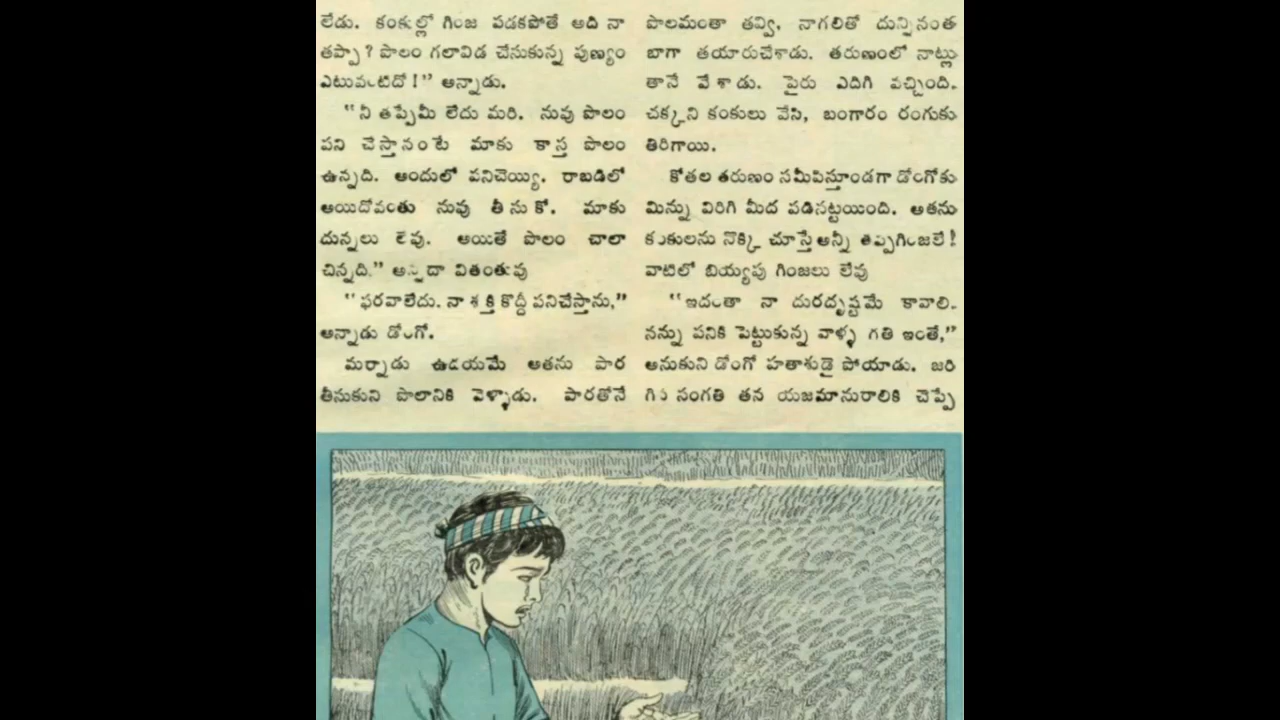 లేడు. కంకుల్లో గింజ పడకపోతే అది నా
తప్పా? పొలం గలావిడ చేసుకున్న పుణ్యం
ఎటువంటిదో!" అన్నాడు.
"నీ తప్పేమీ లేదు మరి. నువు పొలం
పని చేస్తానంటే మాకు కాస్త పొలం
ఉన్నది. అందులో పనిచెయ్యి. రాబడిలో
అయిదోవంతు నువు తీసుకో. మాకు
దున్నలు లేవు. అయితే పొలం చాలా
చిన్నది." అన్నదా వితంతువు
"ఫరవాలేదు. నా శక్తి కొద్దీ పనిచేస్తాను,"
అన్నాడు డోంగో.
మర్నాడు ఉదయమే అతను పార
తీసుకుని పొలానికి వెళ్ళాడు. పారతోనే
పొలమంతా తవ్వి, నాగలితో దున్నినంత
బాగా తయారుచేశాడు. తరుణంలో నాట్లు
తానే వేశాడు. పైరు ఎదిగి వచ్చింది.
చక్కని కంకులు వేసి, బంగారం రంగుకు
తిరిగాయి.
కోతల తరుణం సమీపిస్తూండగా డోంగోకు
మిన్ను విరిగి మీద పడినట్టయింది. అతను
కంకులను నొక్కి చూస్తే అన్నీ తప్పగింజలే!
వాటిలో బియ్యపు గింజలు లేవు
"ఇదంతా నా దురదృష్టమే కావాలి.
నన్ను పనికి పెట్టుకున్న వాళ్ళ గతి ఇంతే,"
అనుకుని డోంగో హతాశుడై పోయాడు. జరి
గిన సంగతి తన యజమానురాలికి చెప్పే